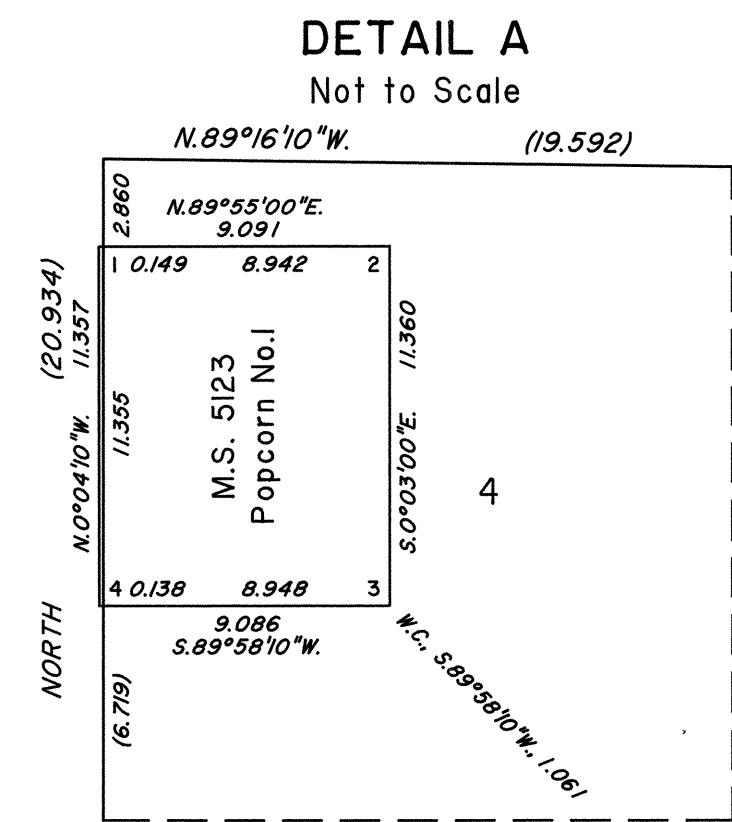 DETAIL A
Not to Scale
N.89°16'10"W. (19.592)
2.860
N.89°55'00"E.
9.091
1 0.149 8.942 2
(20.934)
11.357
11.355
N.0°04'10"W.
M.S. 5123
Popcorn No.1
11.360
S.0°03'00"E.
4
4 0.138 8.948 3
9.086
S.89°58'10"W.
NORTH
(6.719)
W.C., S.89°58'10"W., 1.061